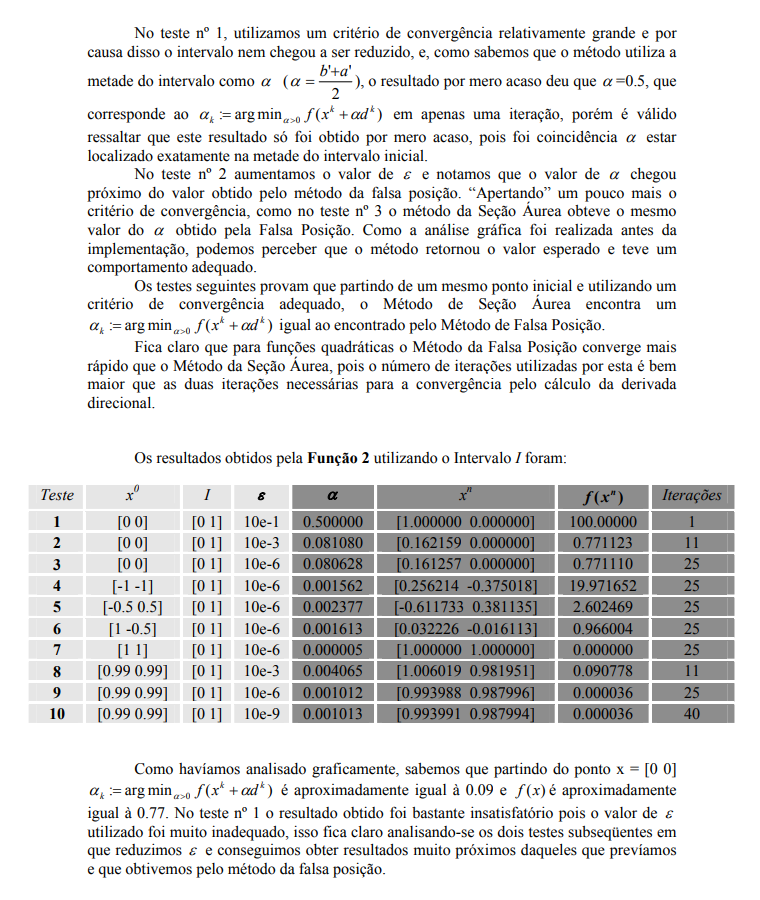 No teste nº 1, utilizamos um critério de convergência relativamente grande e por
causa disso o intervalo nem chegou a ser reduzido, e, como sabemos que o método utiliza a
metade do intervalo como α (α = (b'+a')/2), o resultado por mero acaso deu que α =0.5, que
corresponde ao αₖ := arg min_{α>0} f(xᵏ + αdᵏ) em apenas uma iteração, porém é válido
ressaltar que este resultado só foi obtido por mero acaso, pois foi coincidência α estar
localizado exatamente na metade do intervalo inicial.
No teste nº 2 aumentamos o valor de ε e notamos que o valor de α chegou
próximo do valor obtido pelo método da falsa posição. “Apertando” um pouco mais o
critério de convergência, como no teste nº 3 o método da Seção Áurea obteve o mesmo
valor do α obtido pela Falsa Posição. Como a análise gráfica foi realizada antes da
implementação, podemos perceber que o método retornou o valor esperado e teve um
comportamento adequado.
Os testes seguintes provam que partindo de um mesmo ponto inicial e utilizando um
critério de convergência adequado, o Método de Seção Áurea encontra um
αₖ := arg min_{α>0} f(xᵏ + αdᵏ) igual ao encontrado pelo Método de Falsa Posição.
Fica claro que para funções quadráticas o Método da Falsa Posição converge mais
rápido que o Método da Seção Áurea, pois o número de iterações utilizadas por esta é bem
maior que as duas iterações necessárias para a convergência pelo cálculo da derivada
direcional.
Os resultados obtidos pela Função 2 utilizando o Intervalo I foram:
Teste x⁰ I ε α xⁿ f(xⁿ) Iterações
1 [0 0] [0 1] 10e-1 0.500000 [1.000000 0.000000] 100.00000 1
2 [0 0] [0 1] 10e-3 0.081080 [0.162159 0.000000] 0.771123 11
3 [0 0] [0 1] 10e-6 0.080628 [0.161257 0.000000] 0.771110 25
4 [-1 -1] [0 1] 10e-6 0.001562 [0.256214 -0.375018] 19.971652 25
5 [-0.5 0.5] [0 1] 10e-6 0.002377 [-0.611733 0.381135] 2.602469 25
6 [1 -0.5] [0 1] 10e-6 0.001613 [0.032226 -0.016113] 0.966004 25
7 [1 1] [0 1] 10e-6 0.000005 [1.000000 1.000000] 0.000000 25
8 [0.99 0.99] [0 1] 10e-3 0.004065 [1.006019 0.981951] 0.090778 11
9 [0.99 0.99] [0 1] 10e-6 0.001012 [0.993988 0.987996] 0.000036 25
10 [0.99 0.99] [0 1] 10e-9 0.001013 [0.993991 0.987994] 0.000036 40
Como havíamos analisado graficamente, sabemos que partindo do ponto x = [0 0]
αₖ := arg min_{α>0} f(xᵏ + αdᵏ) é aproximadamente igual à 0.09 e f(x) é aproximadamente
igual à 0.77. No teste nº 1 o resultado obtido foi bastante insatisfatório pois o valor de ε
utilizado foi muito inadequado, isso fica claro analisando-se os dois testes subseqüentes em
que reduzimos ε e conseguimos obter resultados muito próximos daqueles que prevíamos
e que obtivemos pelo método da falsa posição.